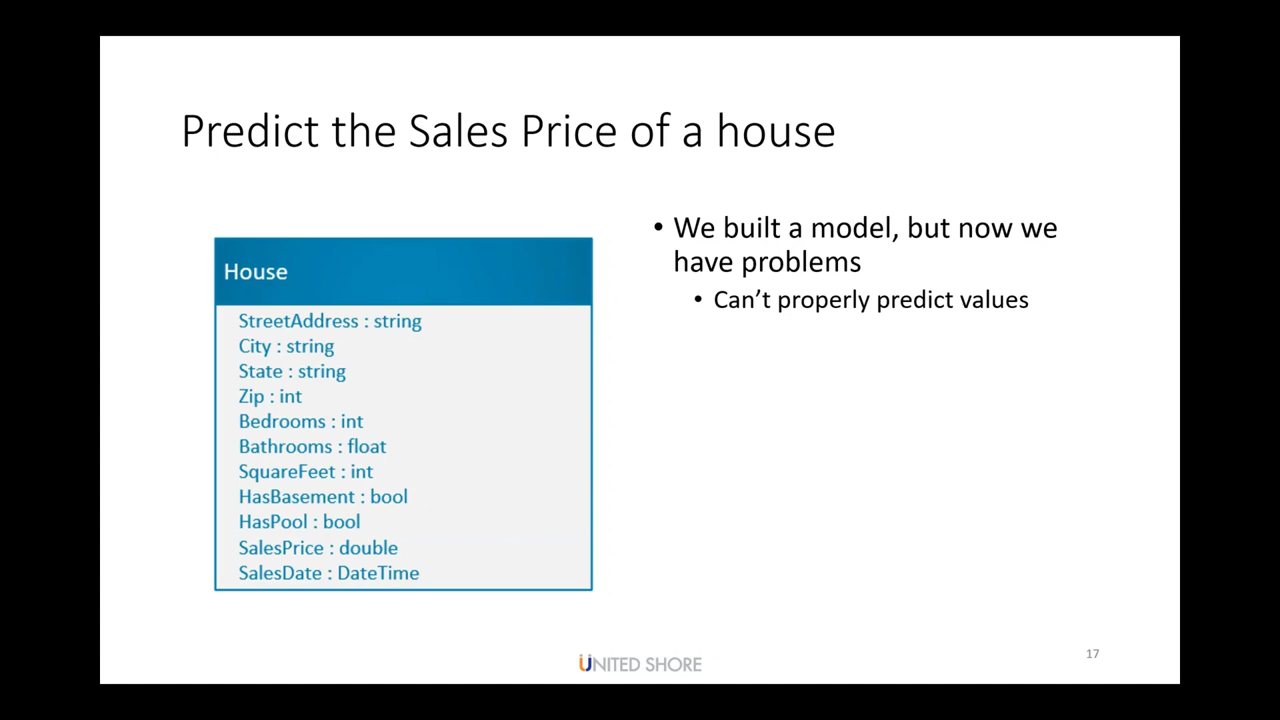 Predict the Sales Price of a house
House
StreetAddress : string
City : string
State : string
Zip : int
Bedrooms : int
Bathrooms : float
SquareFeet : int
HasBasement : bool
HasPool : bool
SalesPrice : double
SalesDate : DateTime
• We built a model, but now we
have problems
• Can’t properly predict values
UNITED SHORE
17